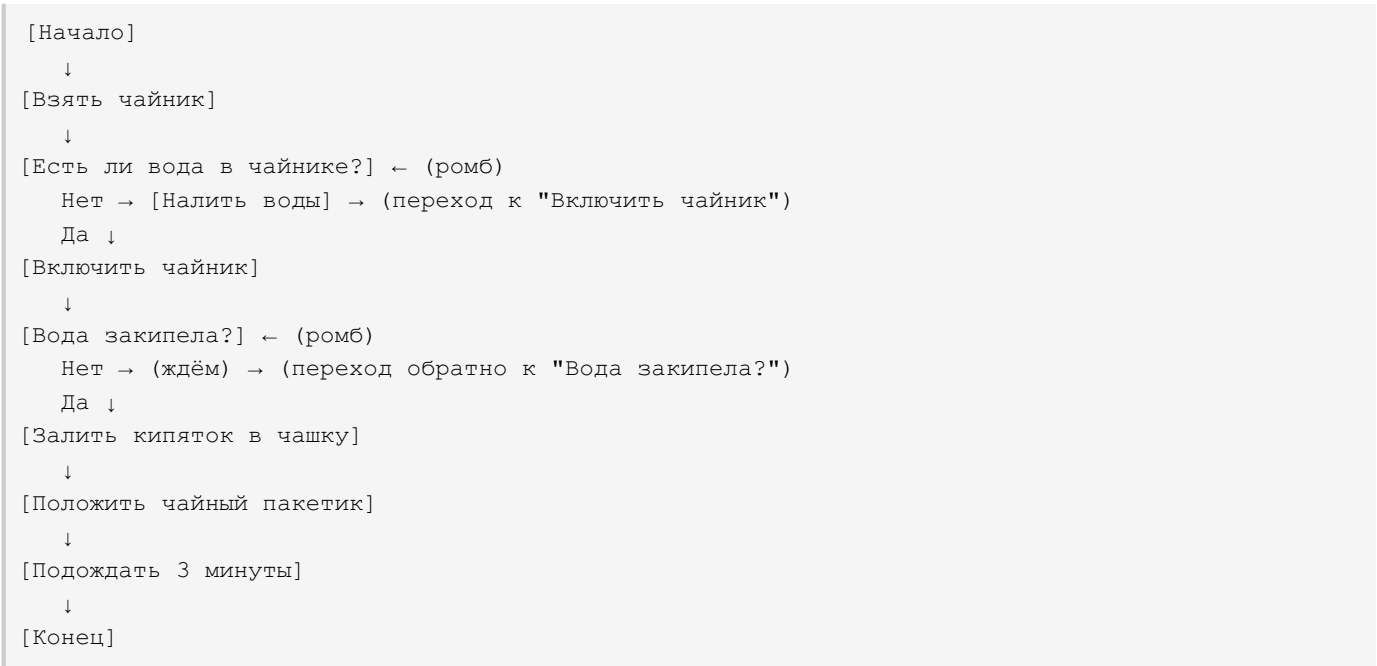 [Начало]
↓
[Взять чайник]
↓
[Есть ли вода в чайнике?] ← (ромб)
Нет → [Налить воды] → (переход к "Включить чайник")
Да ↓
[Включить чайник]
↓
[Вода закипела?] ← (ромб)
Нет → (ждём) → (переход обратно к "Вода закипела?")
Да ↓
[Залить кипяток в чашку]
↓
[Положить чайный пакетик]
↓
[Подождать 3 минуты]
↓
[Конец]